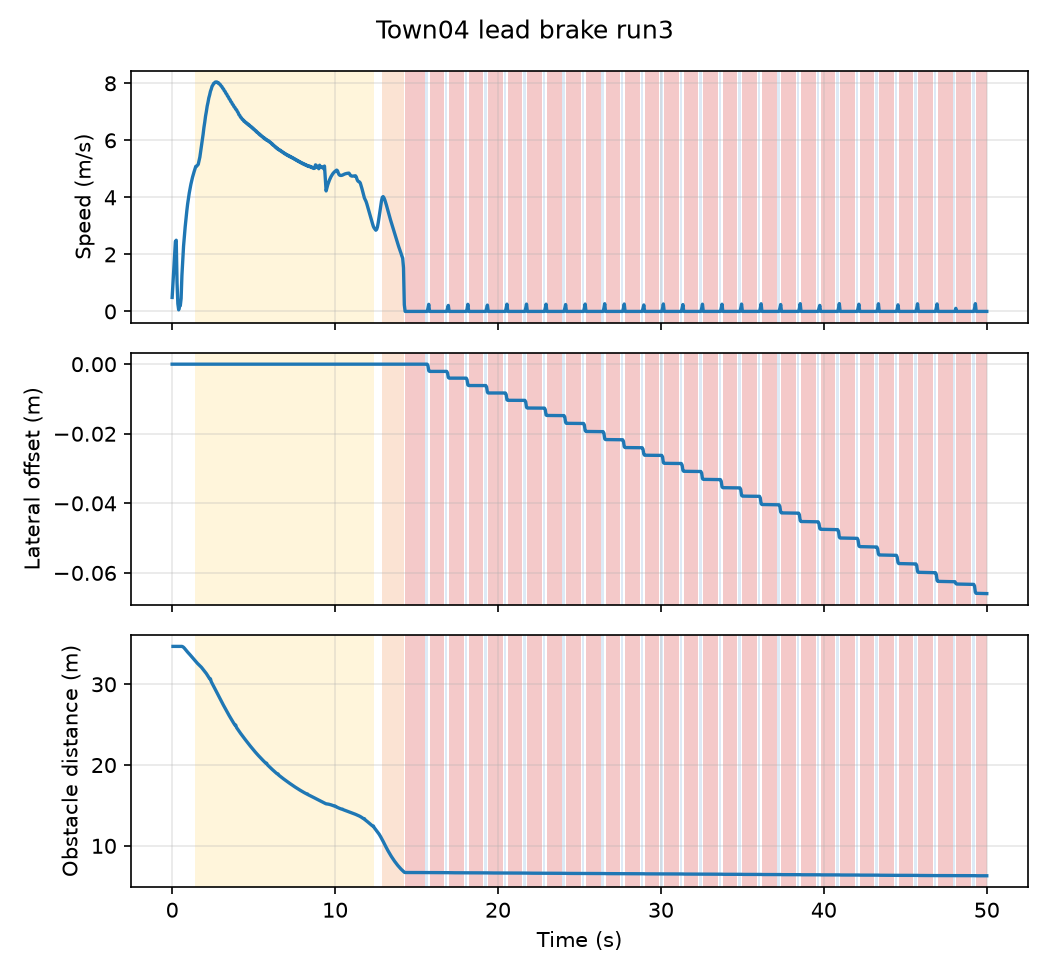 Town04 lead brake run3
8
6
4
2
0
Speed (m/s)
0.00
−0.02
−0.04
−0.06
Lateral offset (m)
30
20
10
Obstacle distance (m)
0 10 20 30 40 50
Time (s)